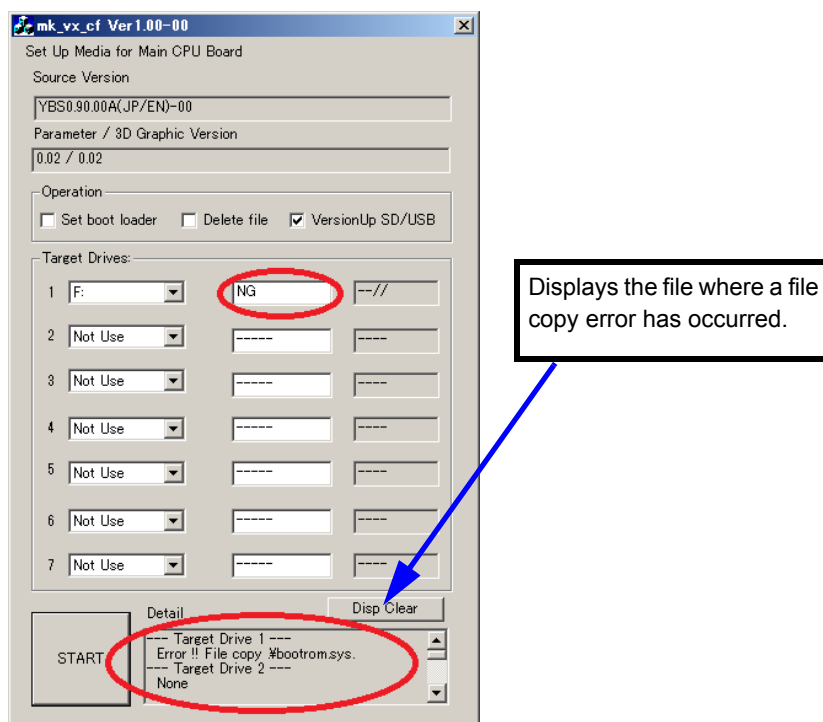 mk_vx_cf Ver1.00-00
Set Up Media for Main CPU Board
Source Version
YBS0.90.00A(JP/EN)-00
Parameter / 3D Graphic Version
0.02 / 0.02
Operation
Set boot loader Delete file VersionUp SD/USB
Target Drives:
1 F: NG --//
2 Not Use ----- ----
3 Not Use ----- ----
4 Not Use ----- ----
5 Not Use ----- ----
6 Not Use ----- ----
7 Not Use ----- ----
Displays the file where a file
copy error has occurred.
Detail Disp Clear
START
--- Target Drive 1 ---
Error !! File copy ¥bootrom.sys.
--- Target Drive 2 ---
None